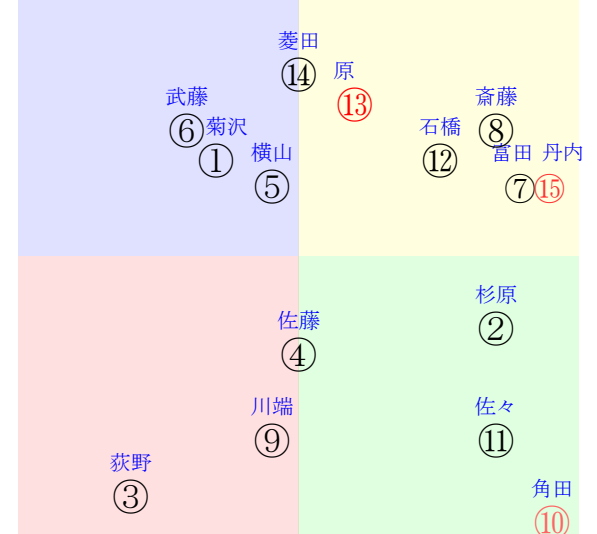 菱田
⑭
原
⑬
武藤
⑥
菊沢
①
横山
⑤
石橋
⑫
斎藤
⑧
富田
⑦
丹内
⑮
杉原
②
佐藤
④
川端
⑨
佐々
⑪
荻野
③
角田
⑩